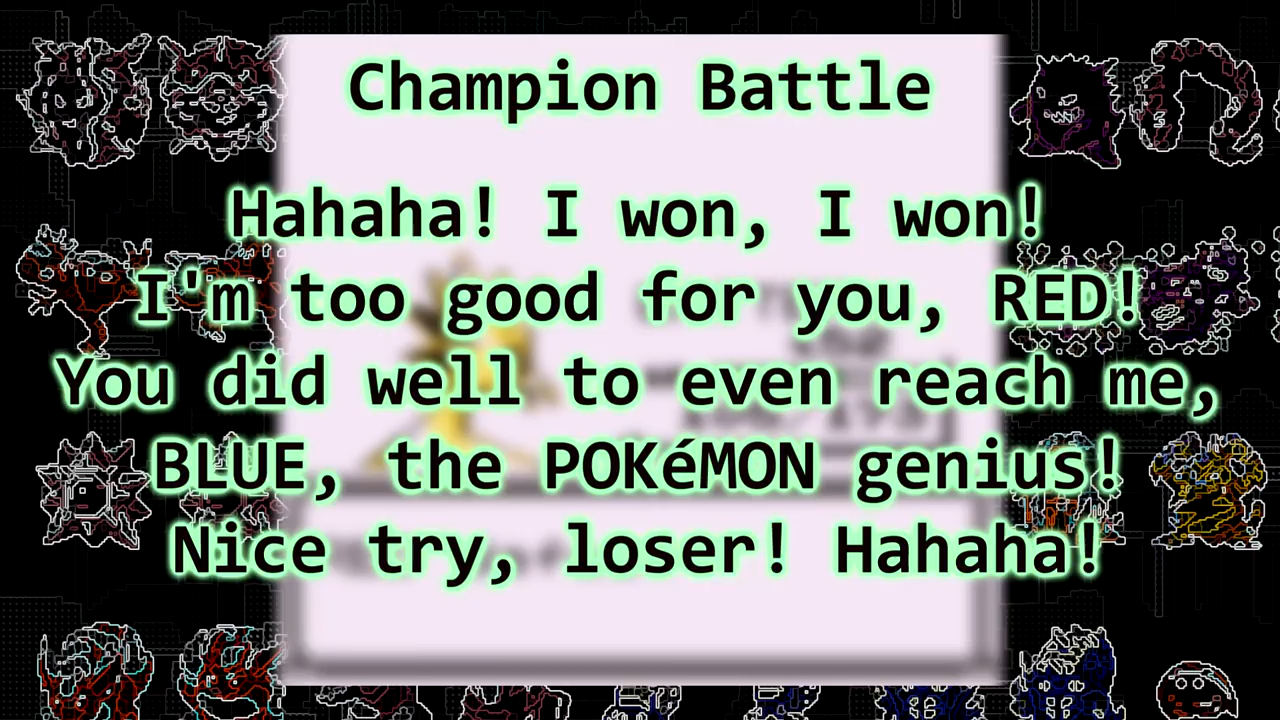 Champion Battle
Hahaha! I won, I won!
I'm too good for you, RED!
You did well to even reach me,
BLUE, the POKéMON genius!
Nice try, loser! Hahaha!